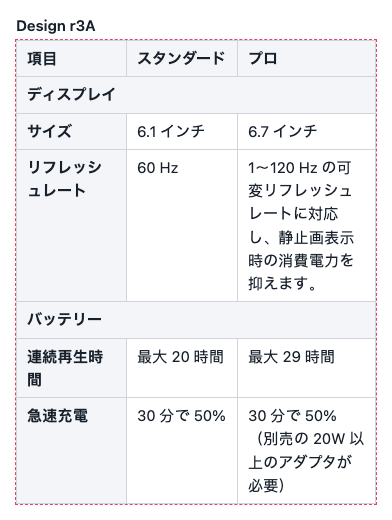 Design r3A
項目 スタンダード プロ
ディスプレイ
サイズ 6.1 インチ 6.7 インチ
リフレッシ
ュレート
60 Hz
1〜120 Hz の可
変リフレッシュ
レートに対応
し、静止画表示
時の消費電力を
抑えます。
バッテリー
連続再生時
間
最大 20 時間
最大 29 時間
急速充電
30 分で 50%
30 分で 50%
（別売の 20W 以
上のアダプタが
必要）